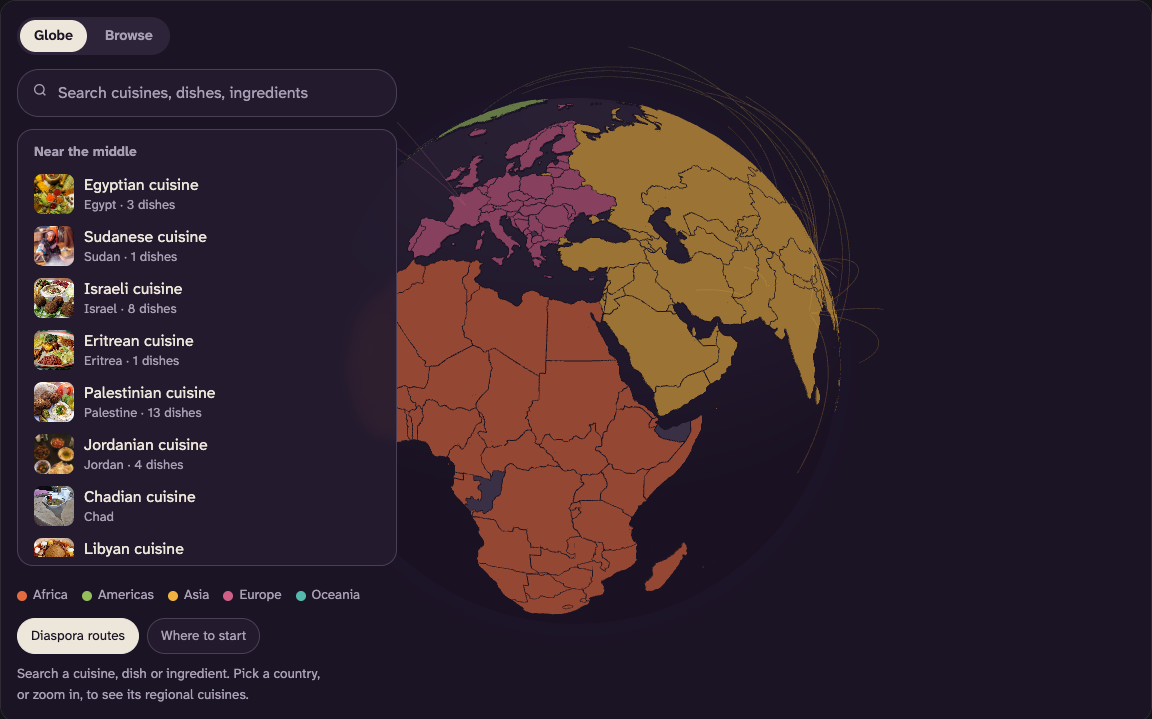 Globe Browse
Search cuisines, dishes, ingredients
Near the middle
Egyptian cuisine
Egypt · 3 dishes
Sudanese cuisine
Sudan · 1 dishes
Israeli cuisine
Israel · 8 dishes
Eritrean cuisine
Eritrea · 1 dishes
Palestinian cuisine
Palestine · 13 dishes
Jordanian cuisine
Jordan · 4 dishes
Chadian cuisine
Chad
Libyan cuisine
Africa Americas Asia Europe Oceania
Diaspora routes Where to start
Search a cuisine, dish or ingredient. Pick a country,
or zoom in, to see its regional cuisines.